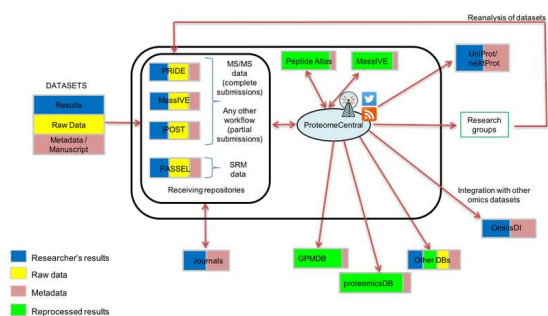 Reanalysis of datasets
DATASETS
Results
Raw Data
Metadata /
Manuscript
PRIDE
MassIVE
jPOST
PASSEL
MS/MS
data
(complete
submissions)
Any other
workflow
(partial
submissions)
SRM
data
Receiving repositories
Peptide Atlas
MassIVE
UniProt/
neXtProt
ProteomeCentral
Research
groups
Integration with other
omics datasets
OmicsDI
Journals
GPMDB
proteomicsDB
Other DBs
Researcher's results
Raw data
Metadata
Reprocessed results